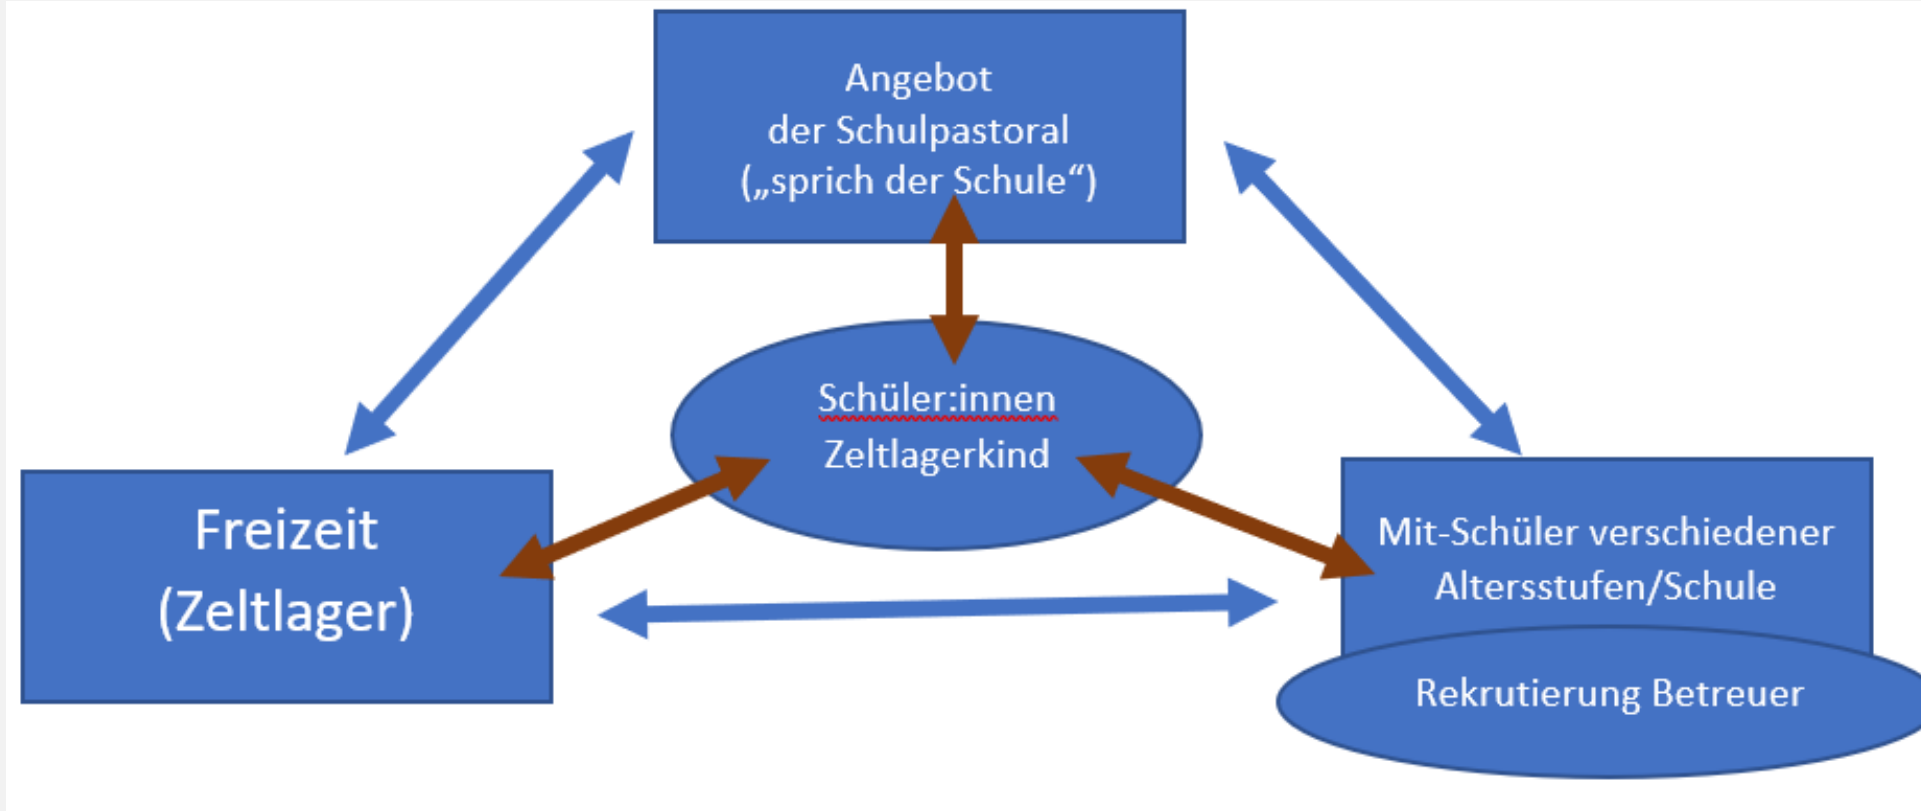 Angebot
der Schulpastoral
(„sprich der Schule“)
Schüler:innen
Zeltlagerkind
Freizeit
(Zeltlager)
Mit-Schüler verschiedener
Altersstufen/Schule
Rekrutierung Betreuer